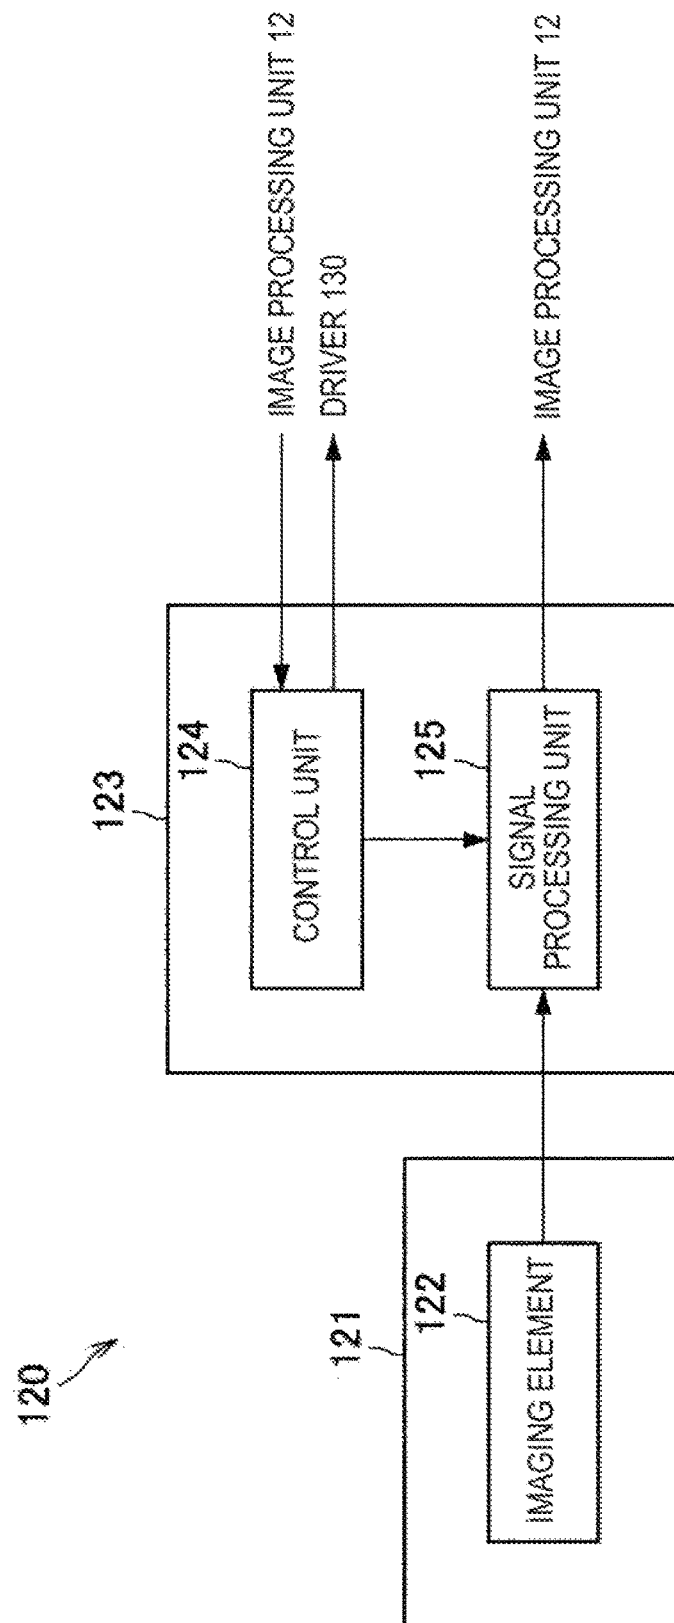 120
121
122
IMAGING ELEMENT
123
124
CONTROL UNIT
125
SIGNAL
PROCESSING UNIT
IMAGE PROCESSING UNIT 12
DRIVER 130
IMAGE PROCESSING UNIT 12